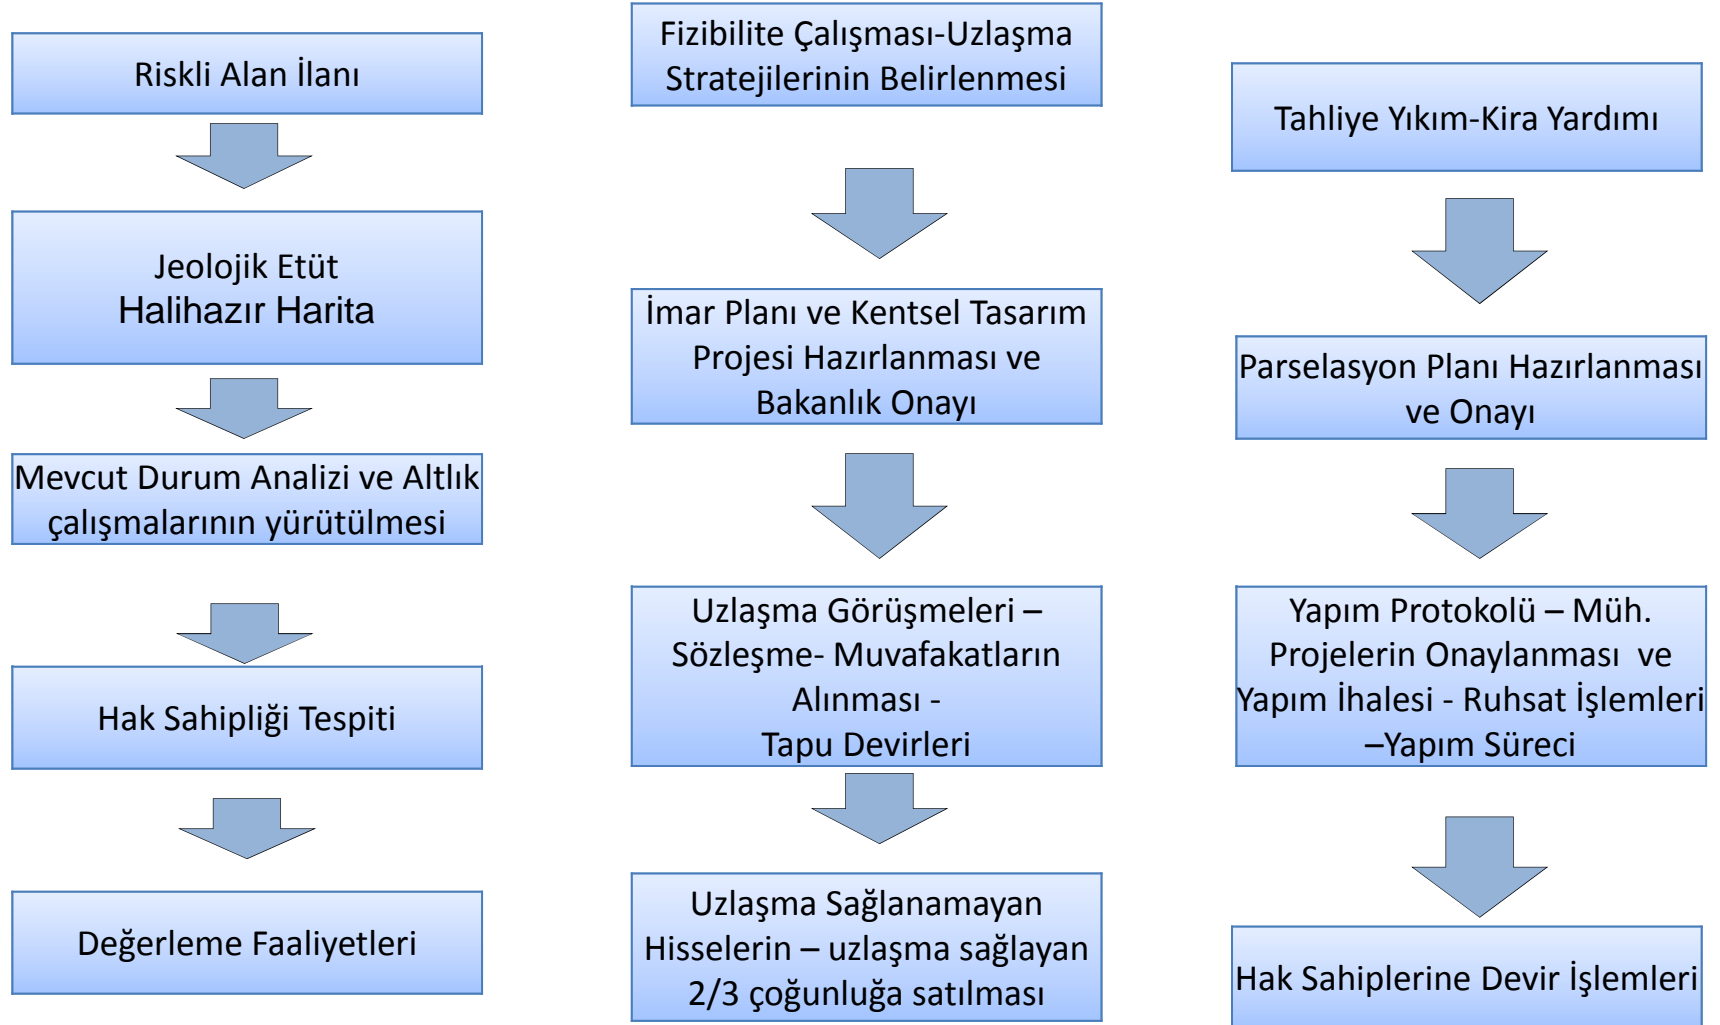 Riskli Alan İlanı
Jeolojik Etüt
Halihazır Harita
Mevcut Durum Analizi ve Altlık
çalışmalarının yürütülmesi
Hak Sahipliği Tespiti
Değerleme Faaliyetleri
Fizibilite Çalışması-Uzlaşma
Stratejilerinin Belirlenmesi
İmar Planı ve Kentsel Tasarım
Projesi Hazırlanması ve
Bakanlık Onayı
Uzlaşma Görüşmeleri –
Sözleşme- Muvafakatların
Alınması -
Tapu Devirleri
Uzlaşma Sağlanamayan
Hisselerin – uzlaşma sağlayan
2/3 çoğunluğa satılması
Tahliye Yıkım-Kira Yardımı
Parselasyon Planı Hazırlanması
ve Onayı
Yapım Protokolü – Müh.
Projelerin Onaylanması  ve
Yapım İhalesi - Ruhsat İşlemleri
–Yapım Süreci
Hak Sahiplerine Devir İşlemleri